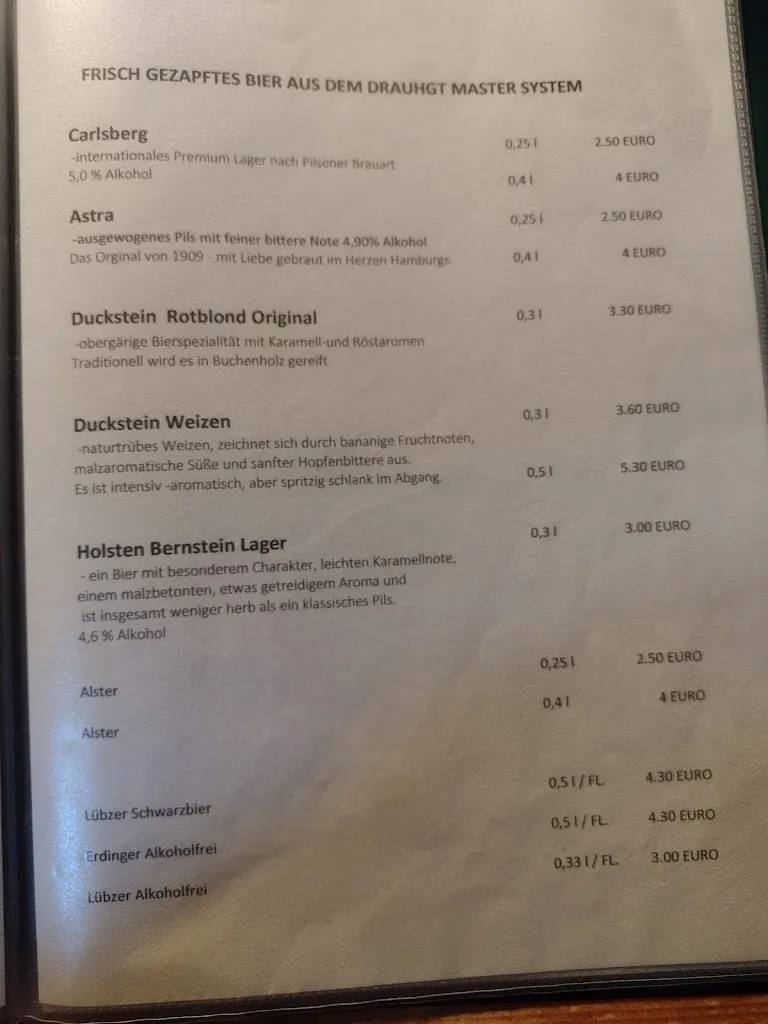 FRISCH GEZAPFTES BIER AUS DEM DRAUHGT MASTER SYSTEM
Carlsberg 0,25 l 2.50 EURO
-internationales Premium Lager nach Pilsener Brauart
5,0 % Alkohol 0,4 l 4 EURO
Astra 0,25 l 2.50 EURO
-ausgewogenes Pils mit feiner bittere Note 4,90% Alkohol
Das Orginal von 1909 - mit Liebe gebraut im Herzen Hamburgs. 0,4 l 4 EURO
Duckstein Rotblond Original 0,3 l 3.30 EURO
-obergärige Bierspezialität mit Karamell-und Röstaromen
Traditionell wird es in Buchenholz gereift
Duckstein Weizen 0,3 l 3.60 EURO
-naturtrübes Weizen, zeichnet sich durch bananige Fruchtnoten,
malzaromatische Süße und sanfter Hopfenbittere aus.
Es ist intensiv -aromatisch, aber spritzig schlank im Abgang. 0,5 l 5.30 EURO
Holsten Bernstein Lager 0,3 l 3.00 EURO
- ein Bier mit besonderem Charakter, leichten Karamellnote,
einem malzbetonten, etwas getreidigem Aroma und
ist insgesamt weniger herb als ein klassisches Pils.
4,6 % Alkohol
Alster 0,25 l 2.50 EURO
Alster 0,4 l 4 EURO
Lübzer Schwarzbier 0,5 l / FL. 4.30 EURO
Erdinger Alkoholfrei 0,5 l / FL. 4.30 EURO
Lübzer Alkoholfrei 0,33 l / FL. 3.00 EURO